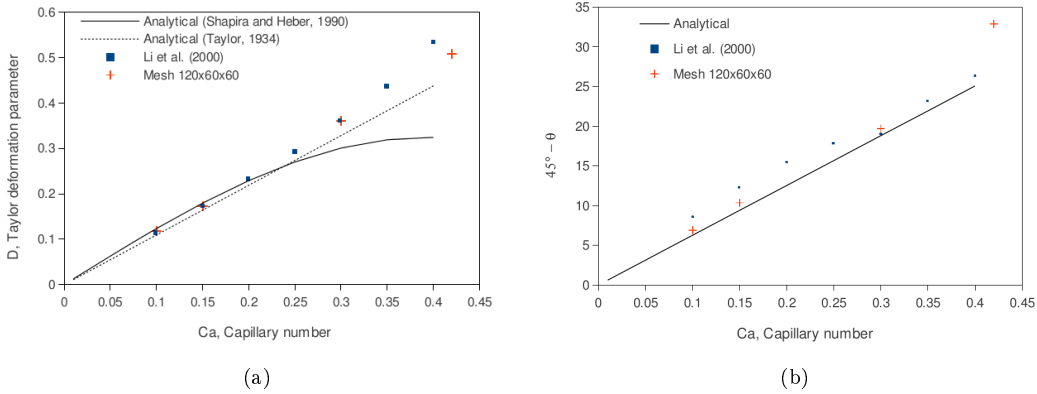 Analytical (Shapira and Heber, 1990)
Analytical (Taylor, 1934)
Li et al. (2000)
Mesh 120x60x60
D, Taylor deformation parameter
0.6
0.5
0.4
0.3
0.2
0.1
0
0 0.05 0.1 0.15 0.2 0.25 0.3 0.35 0.4 0.45
Ca, Capillary number
(a)
Analytical
Li et al. (2000)
Mesh 120x60x60
45° – θ
35
30
25
20
15
10
5
0
0 0.05 0.1 0.15 0.2 0.25 0.3 0.35 0.4 0.45
Ca, Capillary number
(b)